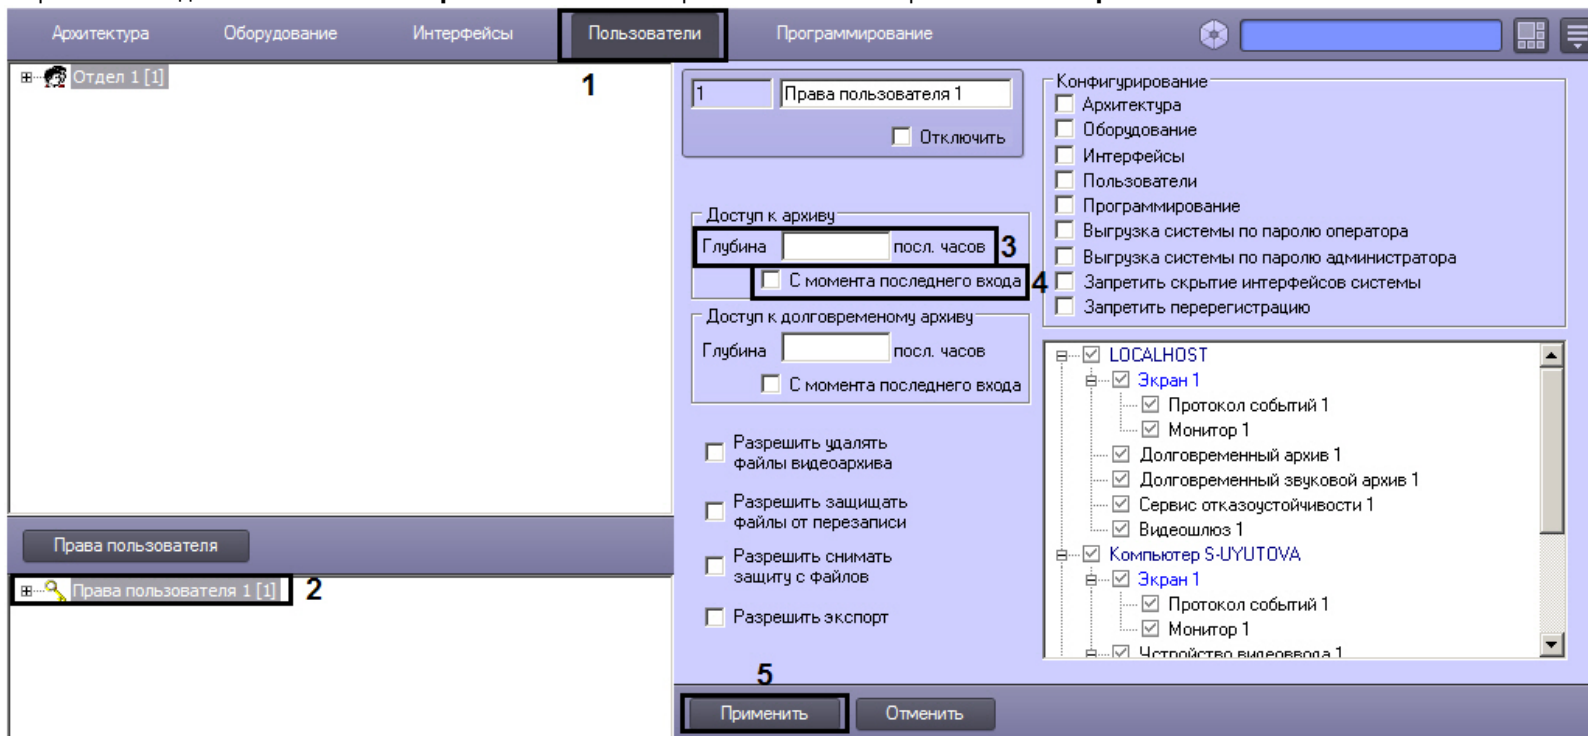 Архитектура Оборудование Интерфейсы Пользователи Программирование
1
Отдел 1 [1]
Права пользователя
Права пользователя 1 [1] 2
1 Права пользователя 1
Отключить
Доступ к архиву
Глубина посл. часов 3
С момента последнего входа 4
Доступ к долговременому архиву
Глубина посл. часов
С момента последнего входа
Разрешить удалять
файлы видеоархива
Разрешить защищать
файлы от перезаписи
Разрешить снимать
защиту с файлов
Разрешить экспорт
Конфигурирование
Архитектура
Оборудование
Интерфейсы
Пользователи
Программирование
Выгрузка системы по паролю оператора
Выгрузка системы по паролю администратора
Запретить скрытие интерфейсов системы
Запретить перерегистрацию
LOCALHOST
Экран 1
Протокол событий 1
Монитор 1
Долговременный архив 1
Долговременный звуковой архив 1
Сервис отказоустойчивости 1
Видеошлюз 1
Компьютер S-UYUTOVA
Экран 1
Протокол событий 1
Монитор 1
Устройство видеоввода 1
5
Применить Отменить